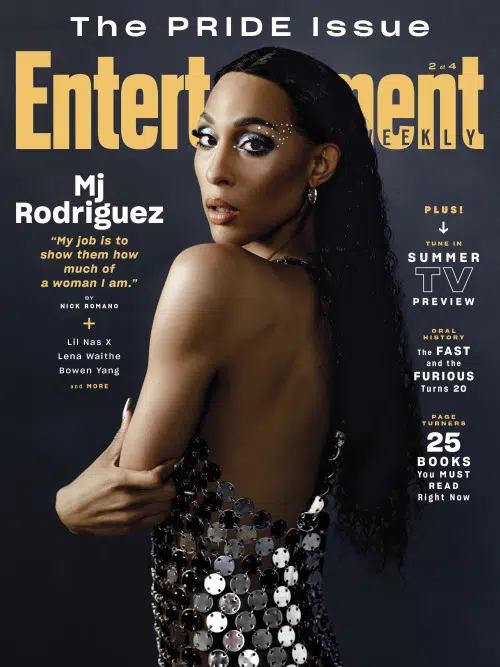 The PRIDE Issue
Entertainment
2 of 4
WEEKLY
Mj
Rodriguez
“My job is to
show them how
much of
a woman I am.”
BY
NICK ROMANO
+
Lil Nas X
Lena Waithe
Bowen Yang
and MORE
PLUS!
↓
TUNE IN
SUMMER
TV
PREVIEW
ORAL
HISTORY
The FAST
and the
FURIOUS
Turns 20
PAGE
TURNERS
25
BOOKS
You MUST
READ
Right Now